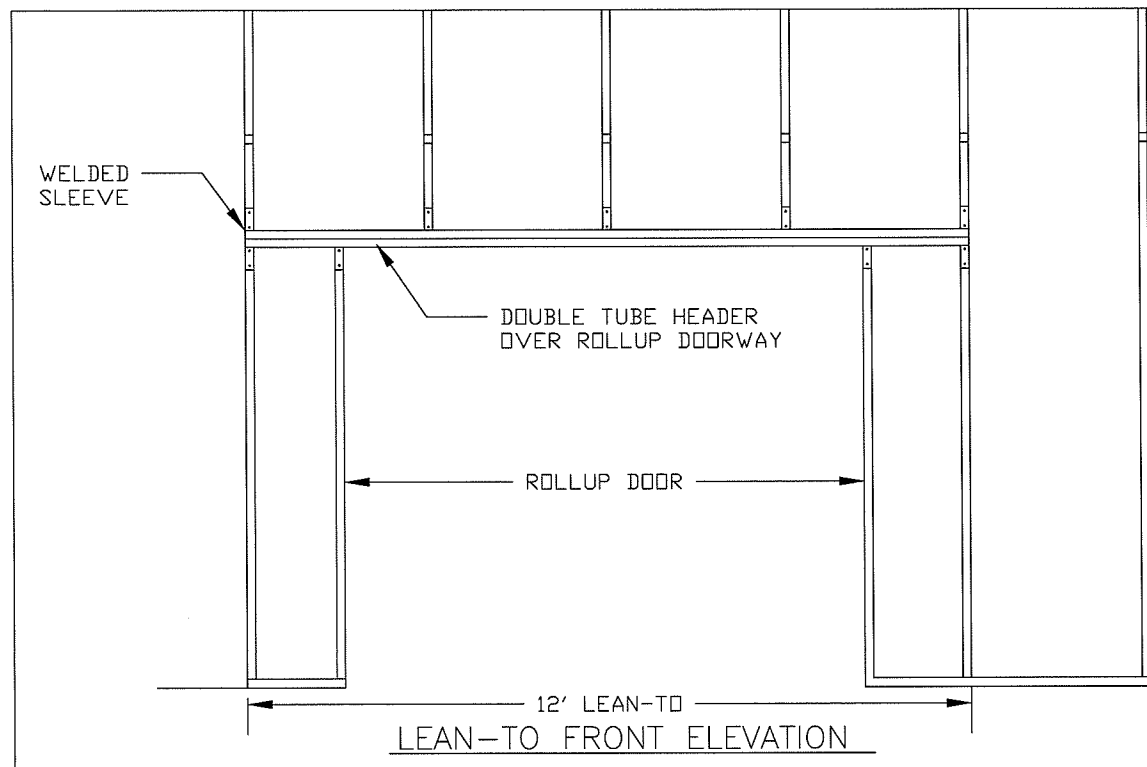 WELDED
SLEEVE
DOUBLE TUBE HEADER
OVER ROLLUP DOORWAY
ROLLUP DOOR
12' LEAN-TO
LEAN-TO FRONT ELEVATION